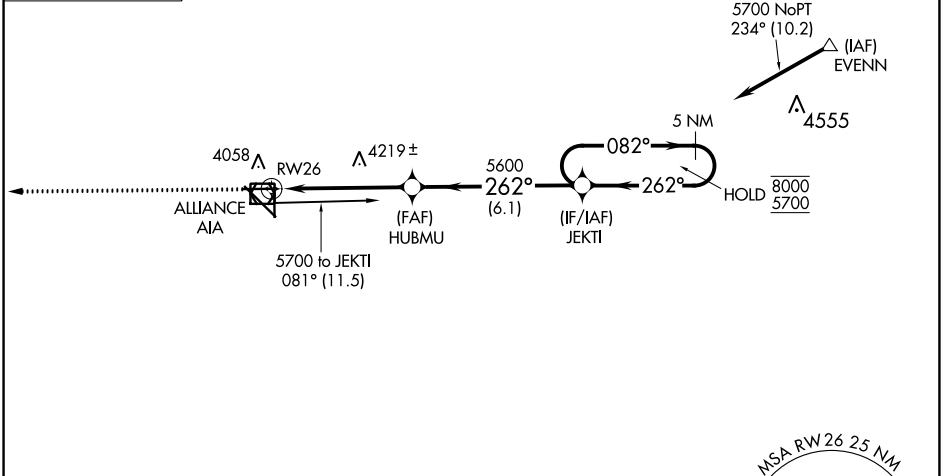 5700 NoPT
234° (10.2)
(IAF)
EVENN
4555
5 NM
082°
4058
RW26
4219±
5600
262°
(6.1)
262°
HOLD
8000
5700
ALLIANCE
AIA
(FAF)
HUBMU
(IF/IAF)
JEKTI
5700 to JEKTI
081° (11.5)
MSA RW26 25 NM